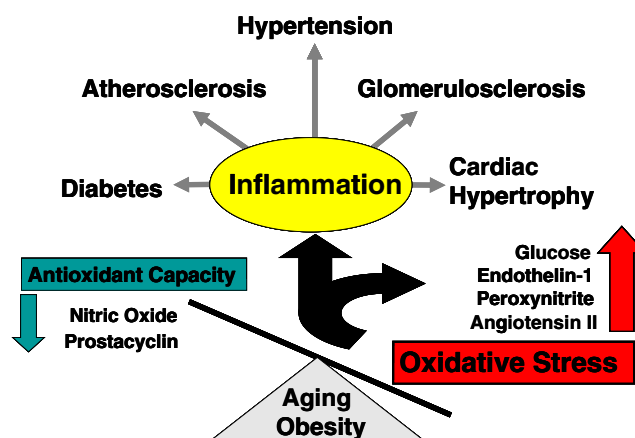 Hypertension
Atherosclerosis
Glomerulosclerosis
Diabetes
Inflammation
Cardiac
Hypertrophy
Antioxidant Capacity
Nitric Oxide
Prostacyclin
Glucose
Endothelin-1
Peroxynitrite
Angiotensin II
Oxidative Stress
Aging
Obesity